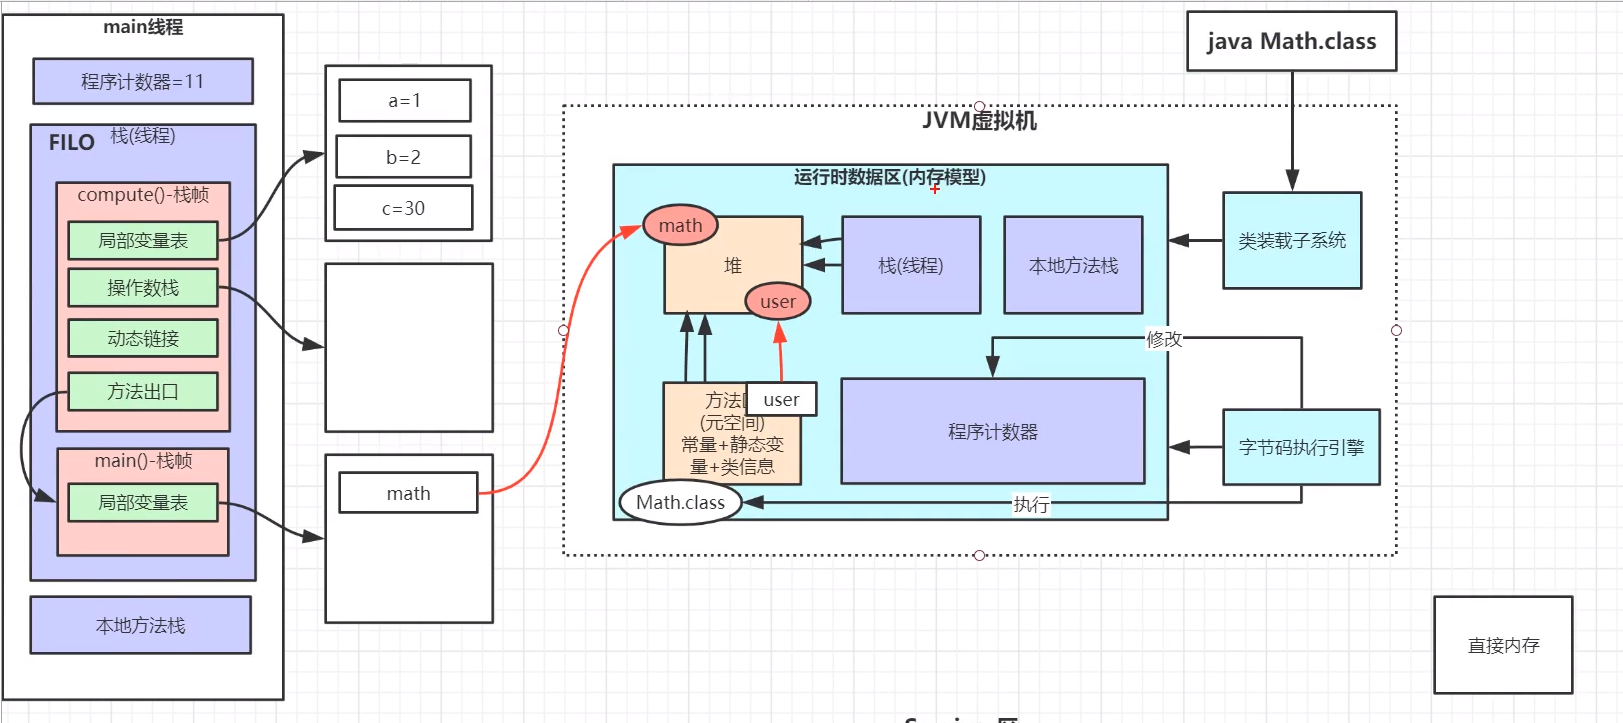 main线程
程序计数器=11
FILO 栈(线程)
compute()-栈帧
局部变量表
操作数栈
动态链接
方法出口
main()-栈帧
局部变量表
本地方法栈
a=1
b=2
c=30
math
java Math.class
JVM虚拟机
运行时数据区(内存模型)
math
堆
user
栈(线程)
本地方法栈
类装载子系统
修改
方法
user
(元空间)
常量+静态变
量+类信息
Math.class
程序计数器
字节码执行引擎
执行
直接内存